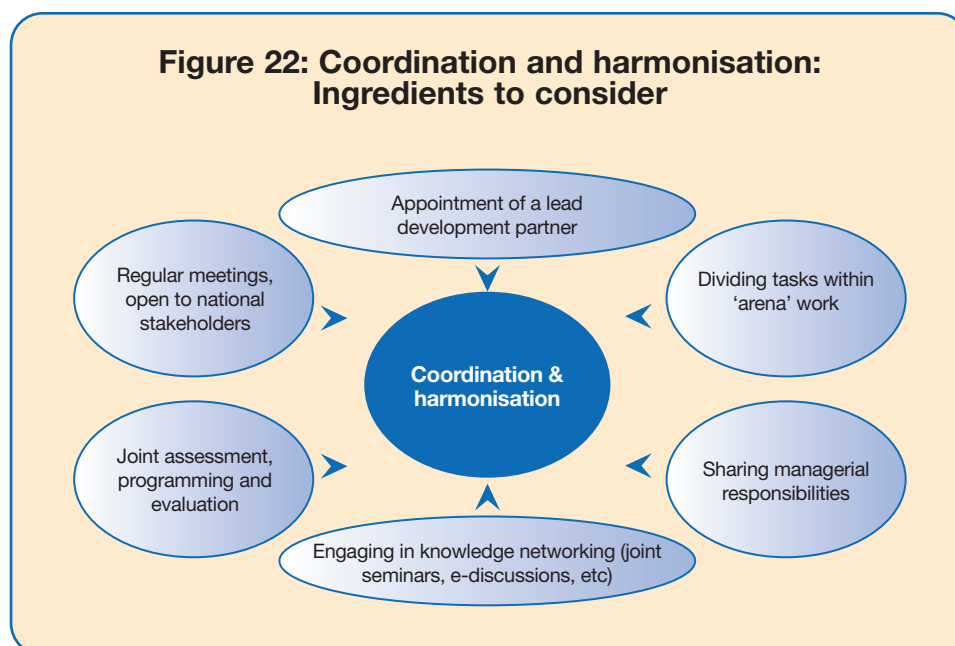 Figure 22: Coordination and harmonisation:
Ingredients to consider
Appointment of a lead
development partner
Regular meetings,
open to national
stakeholders
Dividing tasks within
‘arena’ work
Coordination &
harmonisation
Joint assessment,
programming and
evaluation
Sharing managerial
responsibilities
Engaging in knowledge networking (joint
seminars, e-discussions, etc)